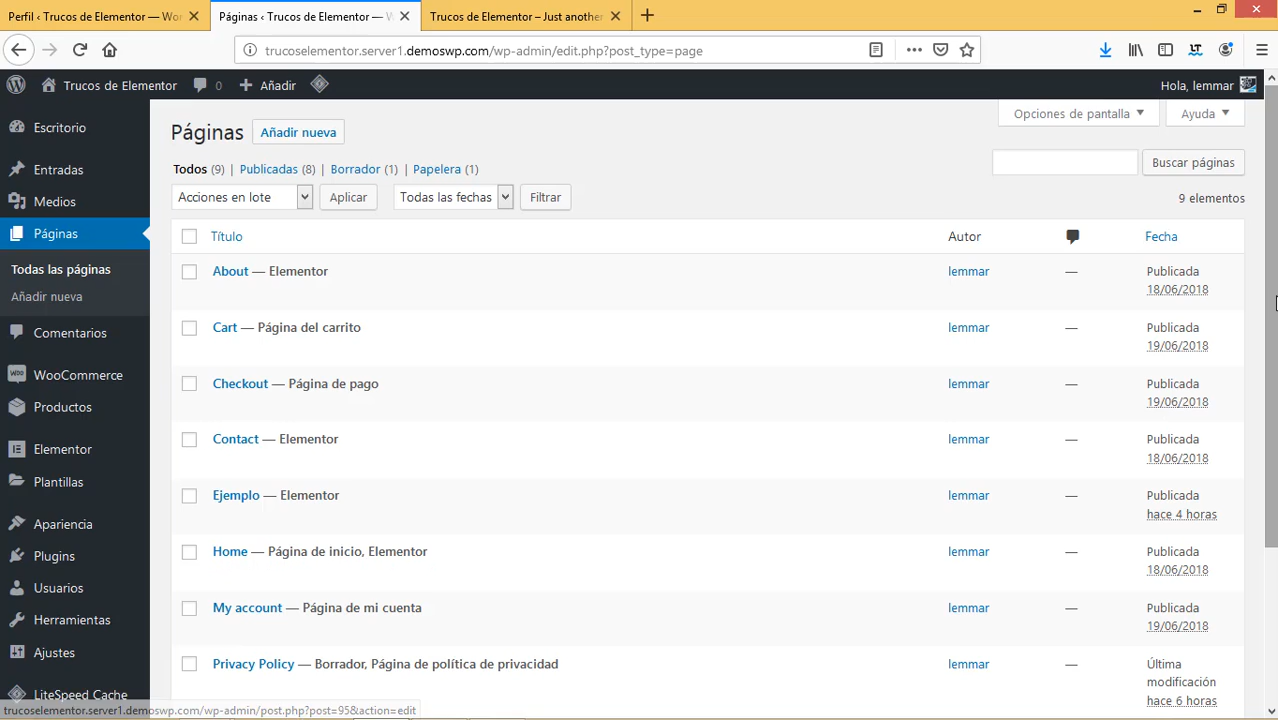 Perfil ‹ Trucos de Elementor — Wor
Páginas ‹ Trucos de Elementor — W
Trucos de Elementor – Just another
trucoselementor.server1.demoswp.com/wp-admin/edit.php?post_type=page
Trucos de Elementor
0
Añadir
Hola, lemmar
Escritorio
Entradas
Medios
Páginas
Todas las páginas
Añadir nueva
Comentarios
WooCommerce
Productos
Elementor
Plantillas
Apariencia
Plugins
Usuarios
Herramientas
Ajustes
LiteSpeed Cache
Páginas Añadir nueva
Opciones de pantalla
Ayuda
Todos (9) | Publicadas (8) | Borrador (1) | Papelera (1)
Buscar páginas
Acciones en lote Aplicar Todas las fechas Filtrar
9 elementos
Título Autor Fecha
About — Elementor lemmar — Publicada
18/06/2018
Cart — Página del carrito lemmar — Publicada
19/06/2018
Checkout — Página de pago lemmar — Publicada
19/06/2018
Contact — Elementor lemmar — Publicada
18/06/2018
Ejemplo — Elementor lemmar — Publicada
hace 4 horas
Home — Página de inicio, Elementor lemmar — Publicada
18/06/2018
My account — Página de mi cuenta lemmar — Publicada
19/06/2018
Privacy Policy — Borrador, Página de política de privacidad lemmar — Última
modificación
hace 6 horas
trucoselementor.server1.demoswp.com/wp-admin/post.php?post=95&action=edit